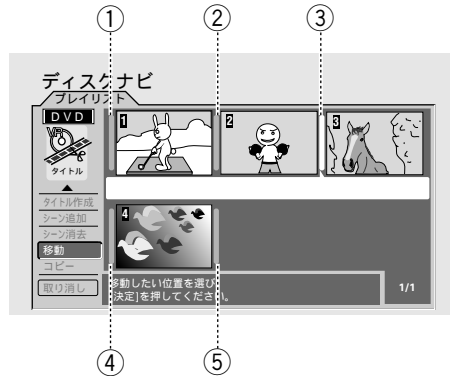 ① ② ③
ディスクナビ
プレイリスト
DVD
VR
タイトル
1
2
3
タイトル作成
シーン追加
シーン消去
移動
コピー
取り消し
4
移動したい位置を選び
[決定]を押してください。
1/1
④ ⑤